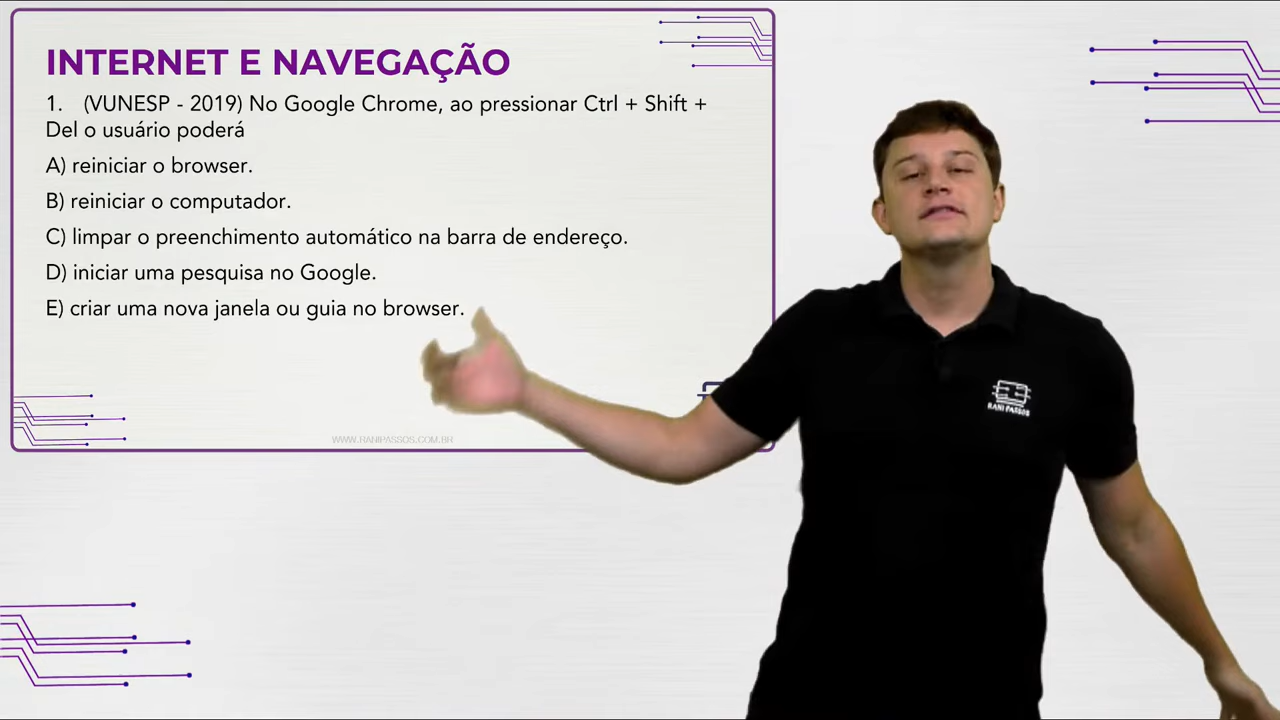 INTERNET E NAVEGAÇÃO
1. (VUNESP - 2019) No Google Chrome, ao pressionar Ctrl + Shift +
Del o usuário poderá
A) reiniciar o browser.
B) reiniciar o computador.
C) limpar o preenchimento automático na barra de endereço.
D) iniciar uma pesquisa no Google.
E) criar uma nova janela ou guia no browser.
WWW.RANIPASSOS.COM.BR
RANI PASSOS